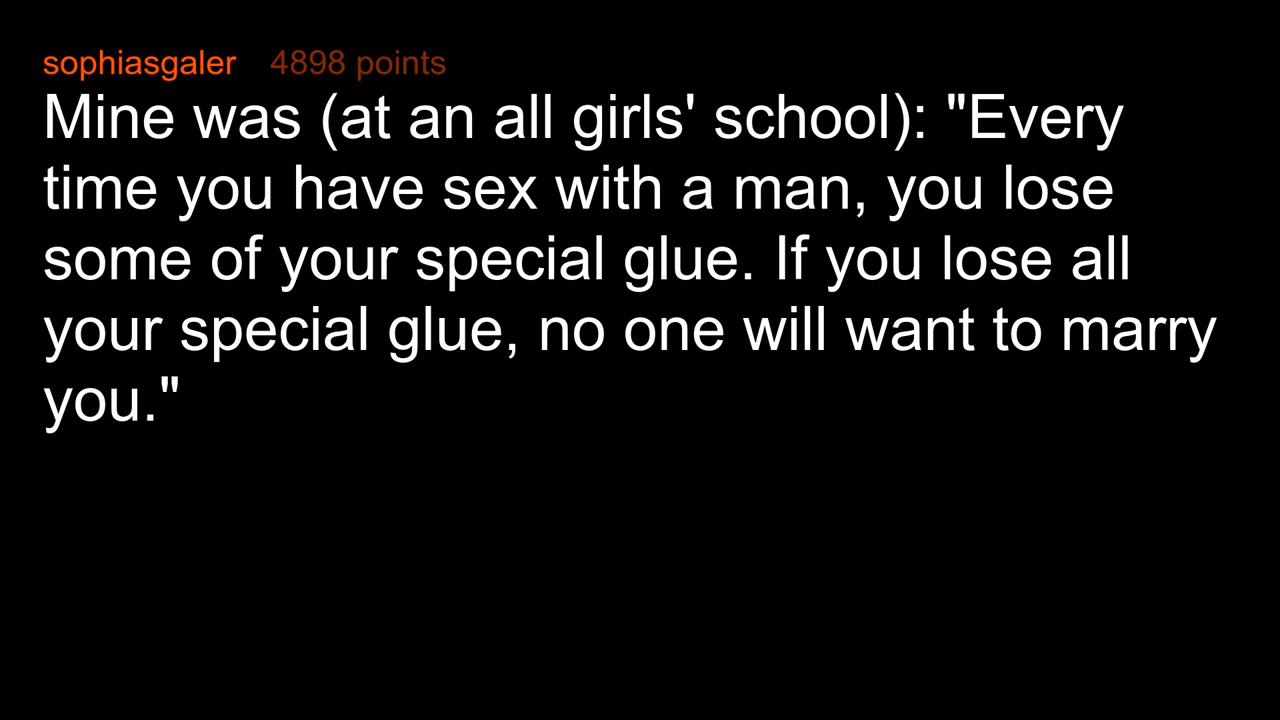 sophiasgaler 4898 points
Mine was (at an all girls' school): "Every
time you have sex with a man, you lose
some of your special glue. If you lose all
your special glue, no one will want to marry
you."